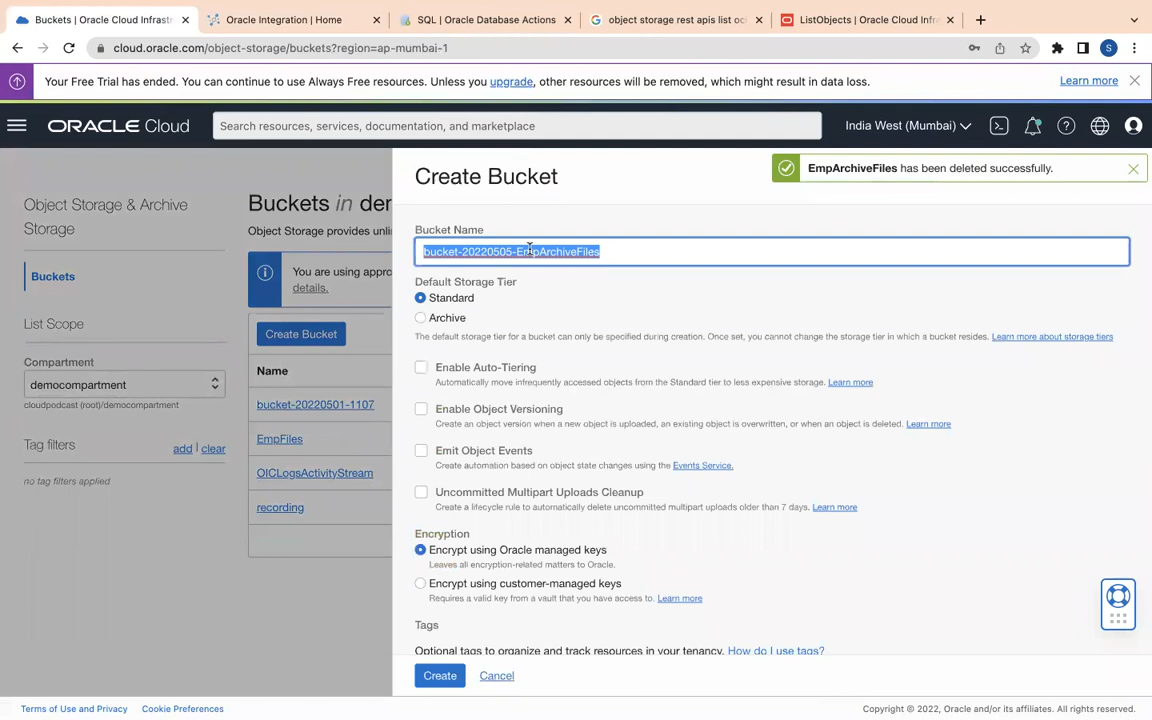 Buckets | Oracle Cloud Infrast
Oracle Integration | Home
SQL | Oracle Database Actions
object storage rest apis list oci
ListObjects | Oracle Cloud Infra
cloud.oracle.com/object-storage/buckets?region=ap-mumbai-1
S
Your Free Trial has ended. You can continue to use Always Free resources. Unless you upgrade, other resources will be removed, which might result in data loss.
Learn more
ORACLE Cloud
Search resources, services, documentation, and marketplace
India West (Mumbai)
EmpArchiveFiles has been deleted successfully.
Object Storage & Archive
Storage
Buckets
List Scope
Compartment
democompartment
cloudpodcast (root)/democompartment
Tag filters
add | clear
no tag filters applied
Buckets in der
Object Storage provides unli
You are using appro
details.
Create Bucket
Name
bucket-20220501-1107
EmpFiles
OICLogsActivityStream
recording
Create Bucket
Bucket Name
bucket-20220505-EmpArchiveFiles
Default Storage Tier
Standard
Archive
The default storage tier for a bucket can only be specified during creation. Once set, you cannot change the storage tier in which a bucket resides. Learn more about storage tiers
Enable Auto-Tiering
Automatically move infrequently accessed objects from the Standard tier to less expensive storage. Learn more
Enable Object Versioning
Create an object version when a new object is uploaded, an existing object is overwritten, or when an object is deleted. Learn more
Emit Object Events
Create automation based on object state changes using the Events Service.
Uncommitted Multipart Uploads Cleanup
Create a lifecycle rule to automatically delete uncommitted multipart uploads older than 7 days. Learn more
Encryption
Encrypt using Oracle managed keys
Leaves all encryption-related matters to Oracle.
Encrypt using customer-managed keys
Requires a valid key from a vault that you have access to. Learn more
Tags
Optional tags to organize and track resources in your tenancy. How do I use tags?
Create
Cancel
Terms of Use and Privacy
Cookie Preferences
Copyright © 2022, Oracle and/or its affiliates. All rights reserved.